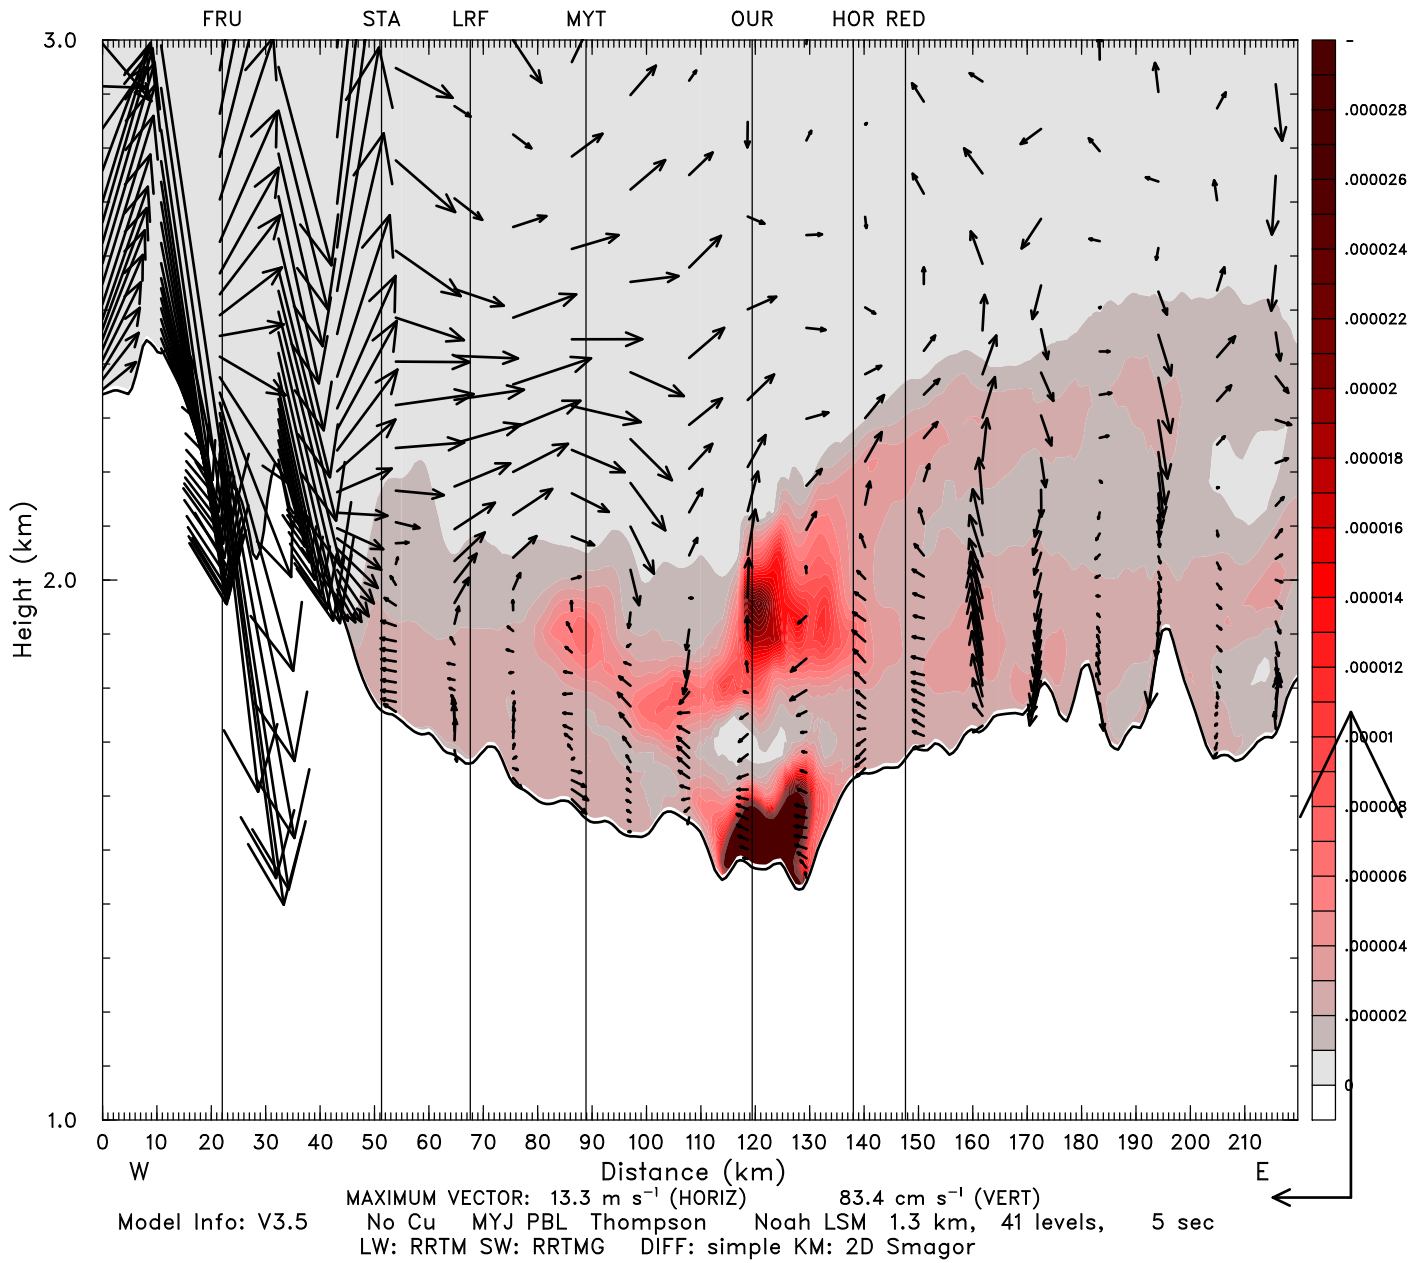 FRU STA LRF MYT OUR HOR RED
3.0
2.0
1.0
Height (km)
.000028
.000026
.000024
.000022
.00002
.000018
.000016
.000014
.000012
.00001
.000008
.000006
.000004
.000002
0
0 10 20 30 40 50 60 70 80 90 100 110 120 130 140 150 160 170 180 190 200 210
W Distance (km) E
MAXIMUM VECTOR: 13.3 m s⁻¹ (HORIZ) 83.4 cm s⁻¹ (VERT)
Model Info: V3.5 No Cu MYJ PBL Thompson Noah LSM 1.3 km, 41 levels, 5 sec
LW: RRTM SW: RRTMG DIFF: simple KM: 2D Smagor